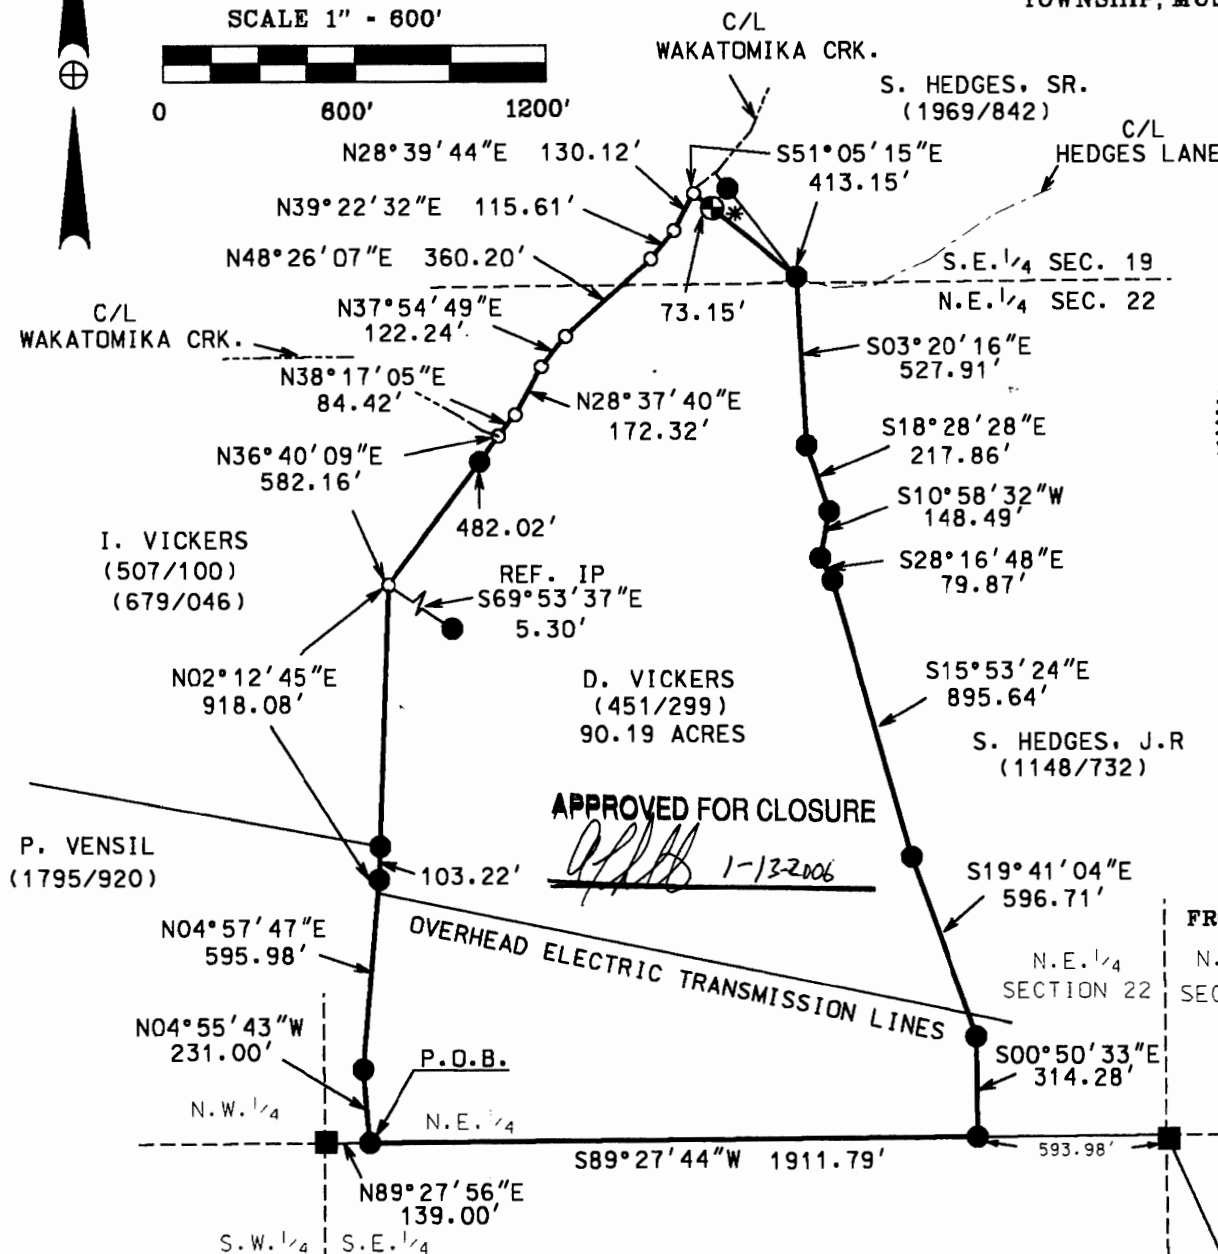 TOWNSHIP,
SCALE 1" - 600'
0 600' 1200'
C/L
WAKATOMIKA CRK.
S. HEDGES, SR.
(1969/842)
C/L
HEDGES LANE
N28°39'44"E 130.12'
S51°05'15"E
413.15'
N39°22'32"E 115.61'
N48°26'07"E 360.20'
S.E.1/4 SEC. 19
N.E.1/4 SEC. 22
73.15'
N37°54'49"E
122.24'
C/L
WAKATOMIKA CRK.
S03°20'16"E
527.91'
N38°17'05"E
84.42'
N28°37'40"E
172.32'
S18°28'28"E
217.86'
N36°40'09"E
582.16'
S10°58'32"W
148.49'
482.02'
I. VICKERS
(507/100)
(679/046)
S28°16'48"E
79.87'
REF. IP
S69°53'37"E
5.30'
N02°12'45"E
918.08'
D. VICKERS
(451/299)
90.19 ACRES
S15°53'24"E
895.64'
S. HEDGES, J.R
(1148/732)
APPROVED FOR CLOSURE
1-13-2006
P. VENSIL
(1795/920)
103.22'
S19°41'04"E
596.71'
N04°57'47"E
595.98'
OVERHEAD ELECTRIC TRANSMISSION LINES
FR
N.E.1/4
SECTION 22
N.
SEC
N04°55'43"W
231.00'
P.O.B.
S00°50'33"E
314.28'
N.W.1/4
N.E.1/4
S89°27'44"W 1911.79'
593.98'
N89°27'56"E
139.00'
S.W.1/4
S.E.1/4